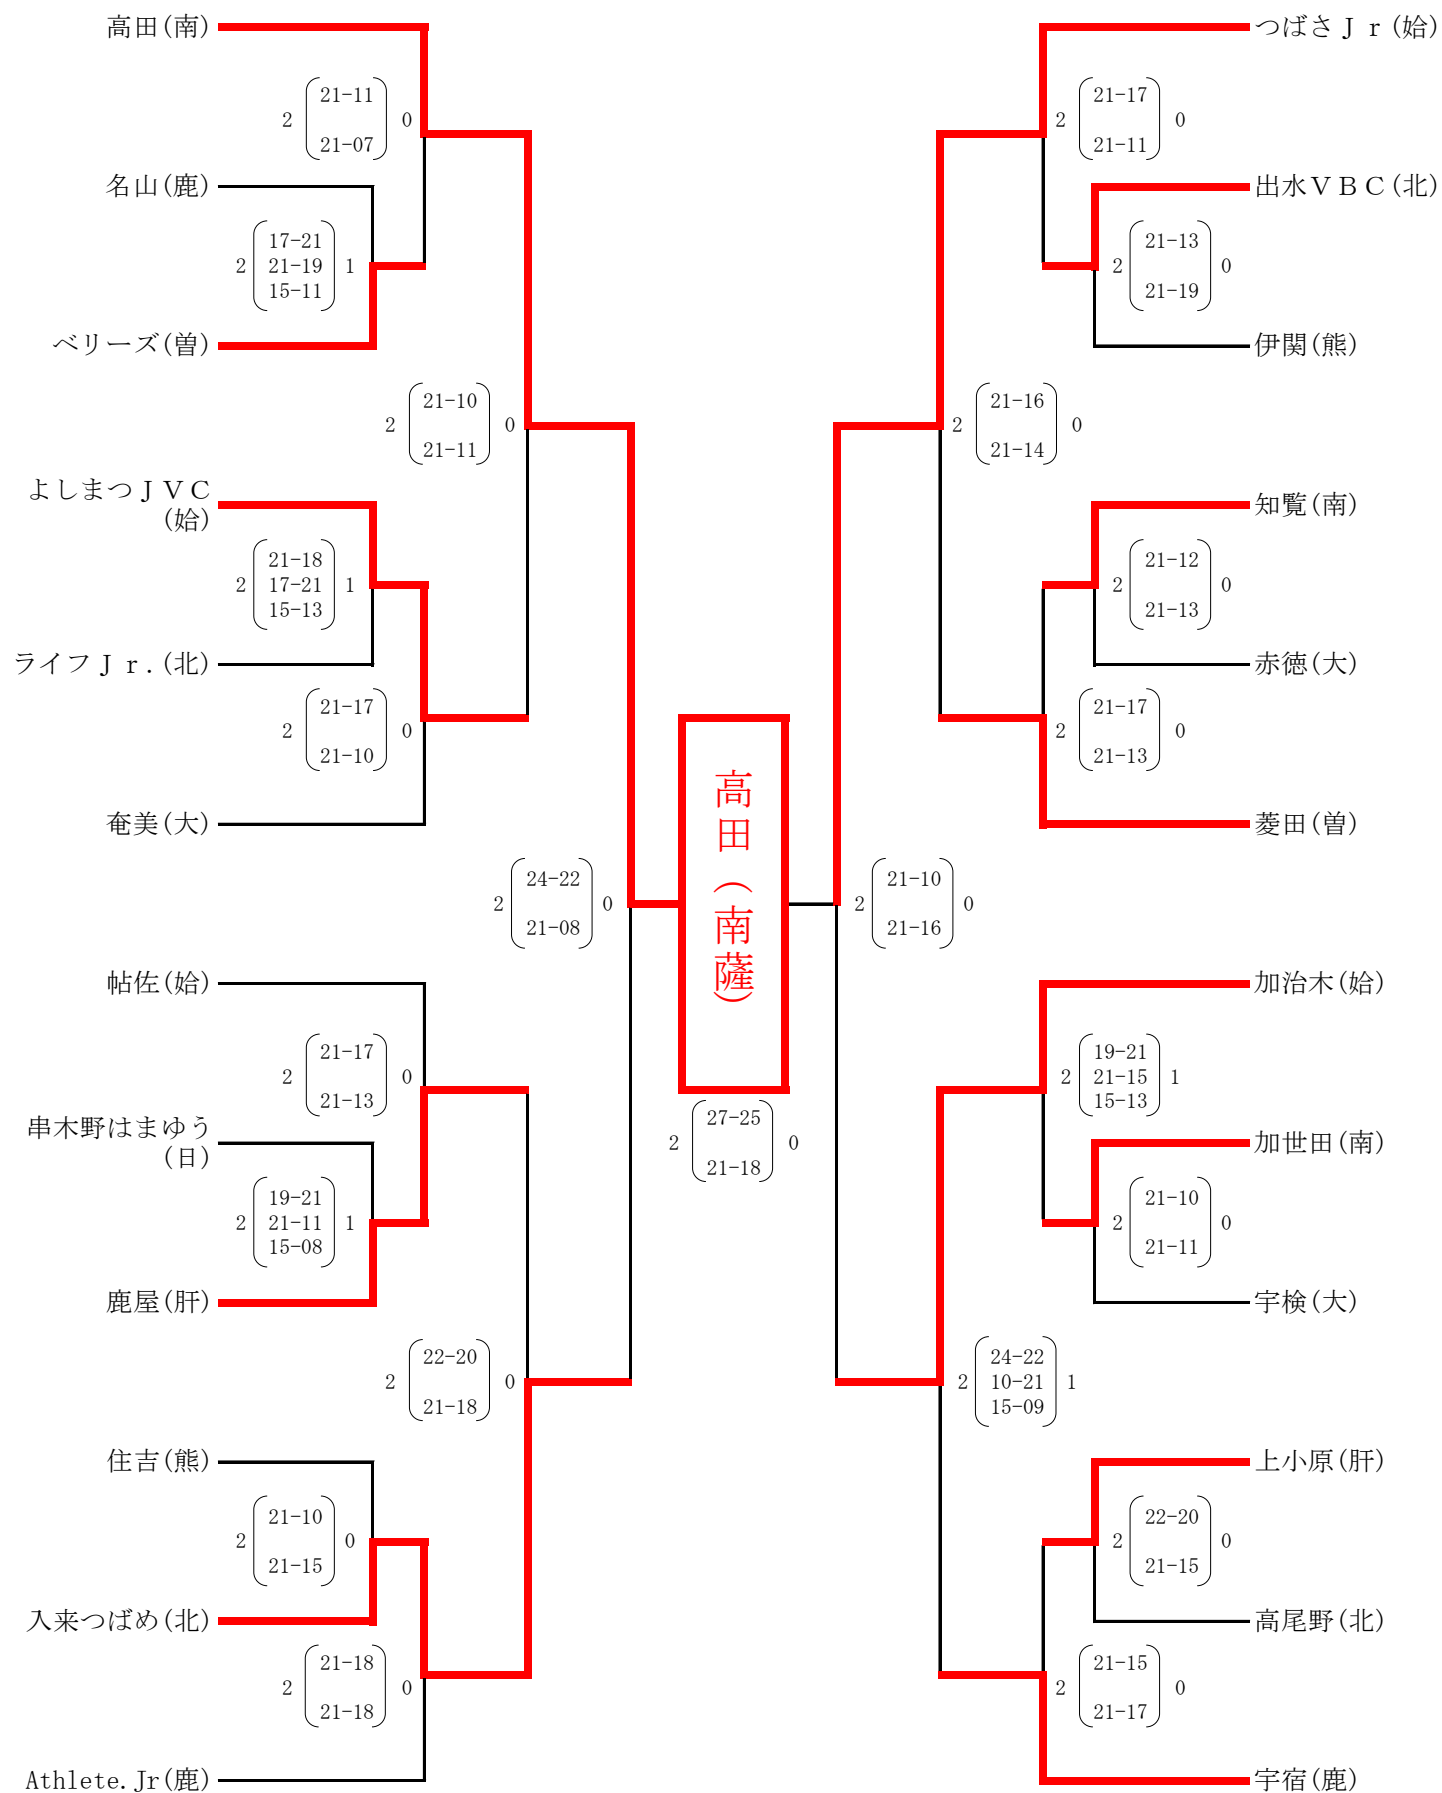 高田(南)
2 21-11 0
21-07
名山(鹿)
17-21
2 21-19 1
15-11
ベリーズ(曽)
2 21-10 0
21-11
よしまつＪＶＣ
(姶)
21-18
2 17-21 1
15-13
ライフＪｒ.(北)
2 21-17 0
21-10
奄美(大)
2 24-22 0
21-08
帖佐(姶)
2 21-17 0
21-13
串木野はまゆう
(日)
19-21
2 21-11 1
15-08
鹿屋(肝)
2 22-20 0
21-18
住吉(熊)
2 21-10 0
21-15
入来つばめ(北)
2 21-18 0
21-18
Athlete.Jr(鹿)
高田（南薩）
2 27-25 0
21-18
つばさＪｒ(姶)
2 21-17 0
21-11
出水ＶＢＣ(北)
2 21-13 0
21-19
伊関(熊)
2 21-16 0
21-14
知覧(南)
2 21-12 0
21-13
赤徳(大)
2 21-17 0
21-13
菱田(曽)
2 21-10 0
21-16
加治木(姶)
19-21
2 21-15 1
15-13
加世田(南)
2 21-10 0
21-11
宇検(大)
24-22
2 10-21 1
15-09
上小原(肝)
2 22-20 0
21-15
高尾野(北)
2 21-15 0
21-17
宇宿(鹿)